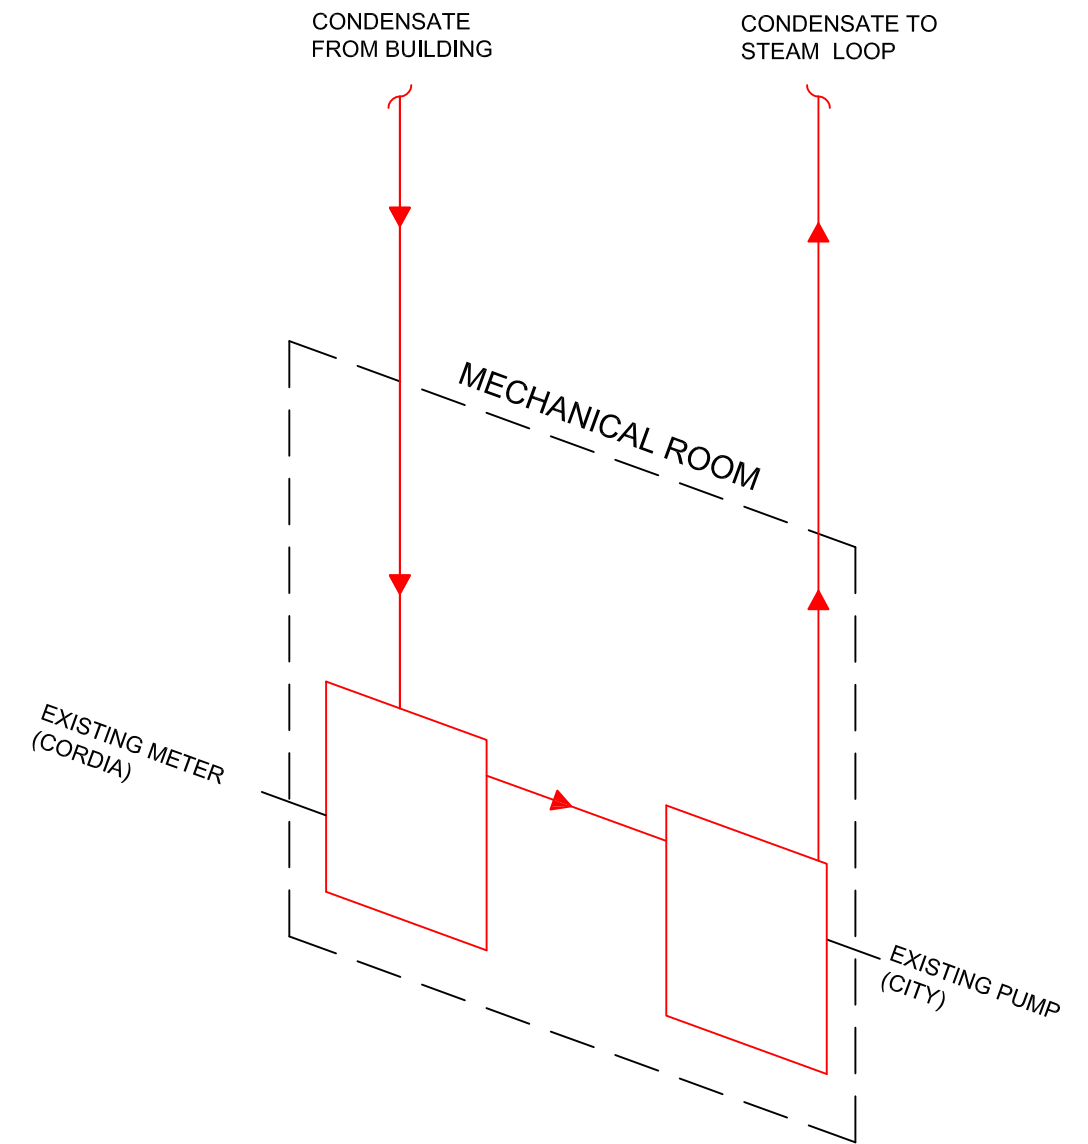 CONDENSATE
FROM BUILDING
CONDENSATE TO
STEAM LOOP
MECHANICAL ROOM
EXISTING METER
(CORDIA)
EXISTING PUMP
(CITY)